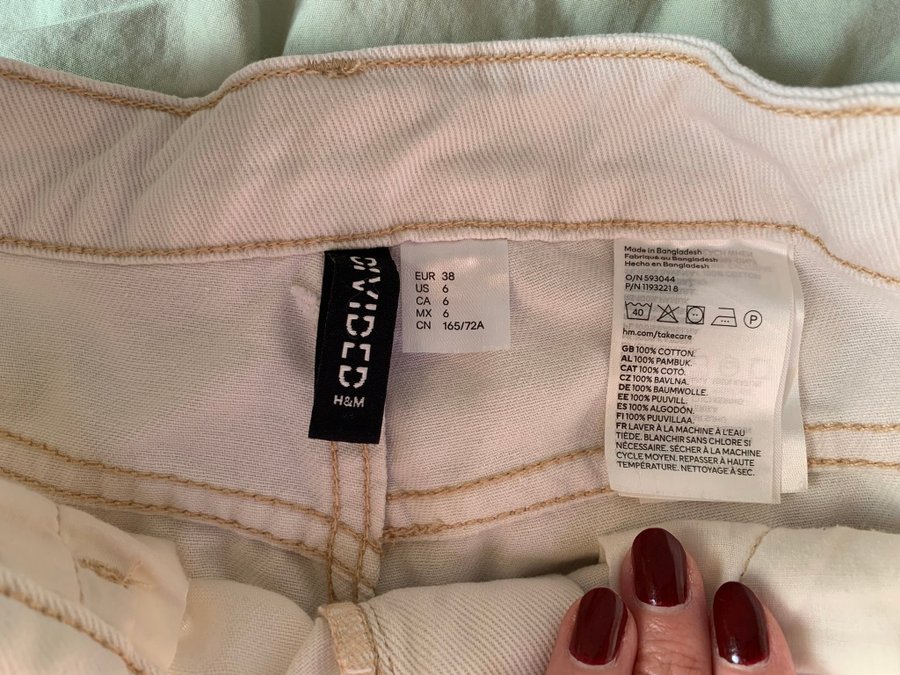 DIVIDED
H&M
EUR 38
US 6
CA 6
MX 6
CN 165/72A
Made in Bangladesh
Fabriqué au Bangladesh
Hecho en Bangladesh
O/N 593044
P/N 1193221 8
40
P
hm.com/takecare
GB 100% COTTON.
AL 100% PAMBUK.
CAT 100% COTÓ.
CZ 100% BAVLNA.
DE 100% BAUMWOLLE.
EE 100% PUUVILL.
ES 100% ALGODÓN.
FI 100% PUUVILLAA.
FR LAVER À LA MACHINE À L'EAU
TIÈDE. BLANCHIR SANS CHLORE SI
NÉCESSAIRE. SÉCHER À LA MACHINE
CYCLE MOYEN. REPASSER À HAUTE
TEMPÉRATURE. NETTOYAGE À SEC.